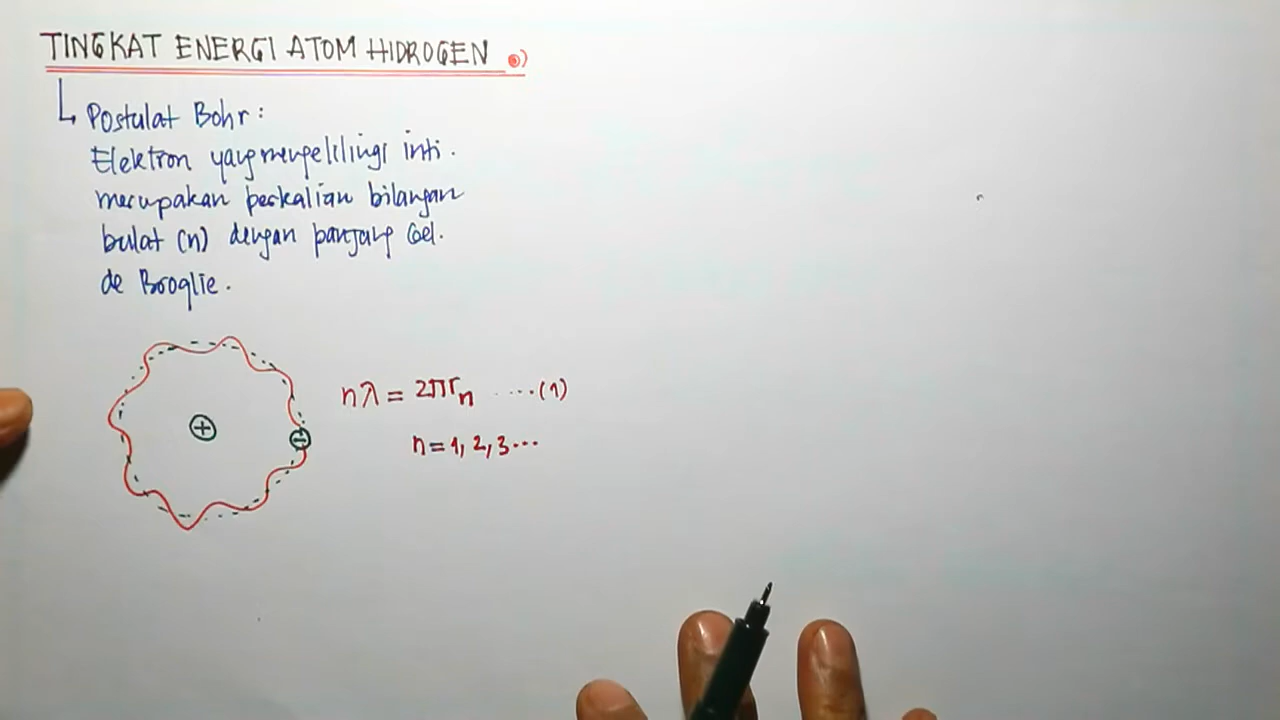 TINGKAT ENERGI ATOM HIDROGEN
Postulat Bohr :
Elektron yang mengelilingi inti.
merupakan perkalian bilangan
bulat (n) dengan panjang Gel.
de Broglie.
nλ = 2πrₙ ....(1)
n = 1, 2, 3...
+
−